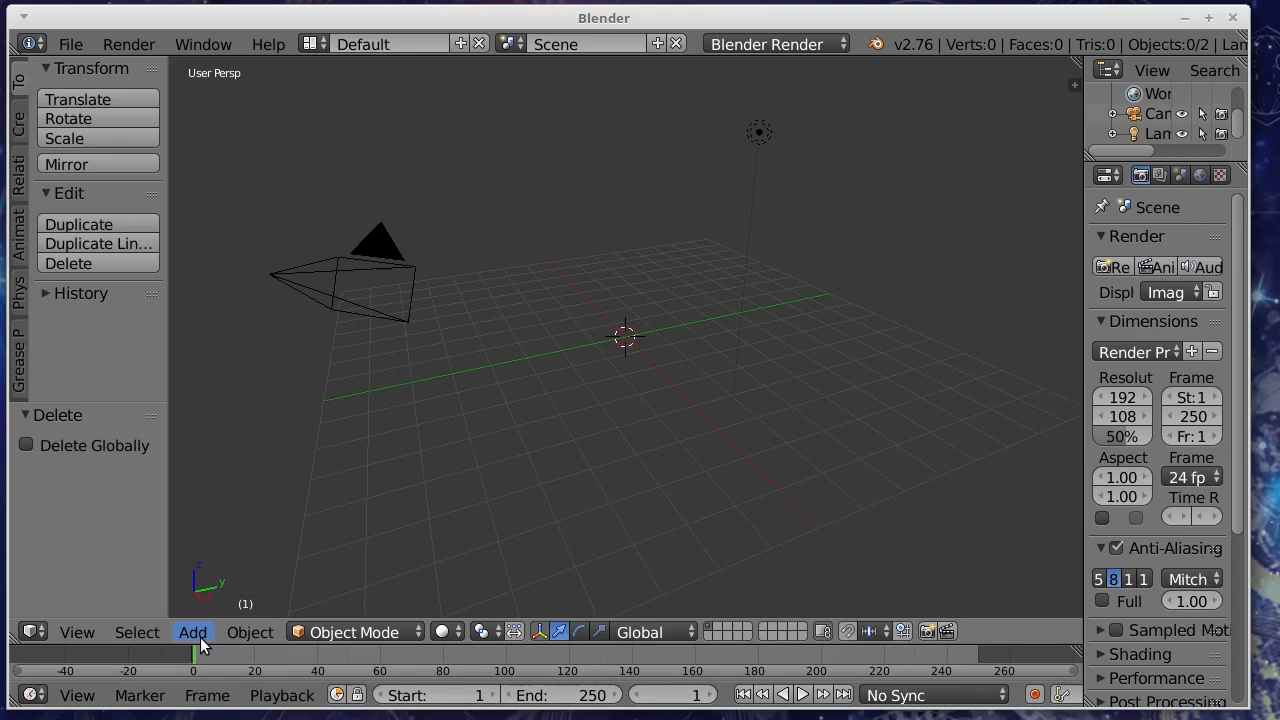 Blender
File Render Window Help Default Scene Blender Render v2.76 | Verts:0 | Faces:0 | Tris:0 | Objects:0/2 | Lan
Transform
Translate
Rotate
Scale
Mirror
Edit
Duplicate
Duplicate Lin...
Delete
History
To
Cre
Relati
Animat
Phys
Grease P
Delete
Delete Globally
User Persp
z
y
(1)
View Search
Wor
Can
Lan
Scene
Render
Re Ani Aud
Displ Imag
Dimensions
Render Pr
Resolut Frame
192 St:1
108 250
50% Fr:1
Aspect Frame
1.00 24 fp
1.00 Time R
Anti-Aliasing
5 8 1 1 Mitch
Full 1.00
Sampled Mot
Shading
Performance
Post Processing
View Select Add Object Object Mode Global
-40 -20 0 20 40 60 80 100 120 140 160 180 200 220 240 260
View Marker Frame Playback Start: 1 End: 250 1 No Sync